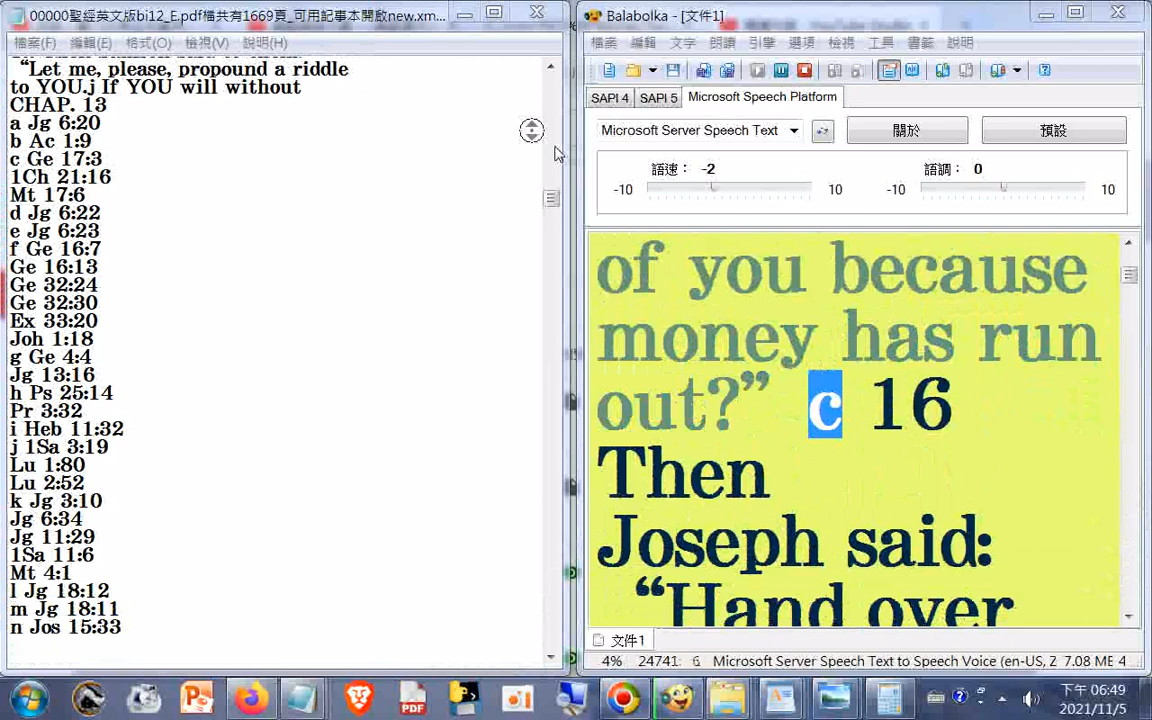 00000聖經英文版bi12_E.pdf檔共有1669頁_可用記事本開啟new.xm...
檔案(F) 編輯(E) 格式(O) 檢視(V) 說明(H)
“Let me, please, propound a riddle
to YOU.j If YOU will without
CHAP. 13
a Jg 6:20
b Ac 1:9
c Ge 17:3
1Ch 21:16
Mt 17:6
d Jg 6:22
e Jg 6:23
f Ge 16:7
Ge 16:13
Ge 32:24
Ge 32:30
Ex 33:20
Joh 1:18
g Ge 4:4
Jg 13:16
h Ps 25:14
Pr 3:32
i Heb 11:32
j 1Sa 3:19
Lu 1:80
Lu 2:52
k Jg 3:10
Jg 6:34
Jg 11:29
1Sa 11:6
Mt 4:1
l Jg 18:12
m Jg 18:11
n Jos 15:33
Balabolka - [文件1]
檔案 編輯 文字 朗讀 引擎 選項 檢視 工具 書籤 說明
SAPI 4 SAPI 5 Microsoft Speech Platform
Microsoft Server Speech Text 關於 預設
語速： -2 語調： 0
-10 10 -10 10
of you because
money has run
out?” c 16
Then
Joseph said:
“Hand over
文件1
4% 24741: 6 Microsoft Server Speech Text to Speech Voice (en-US, Z 7.08 ME 4
PDF
下午 06:49
2021/11/5